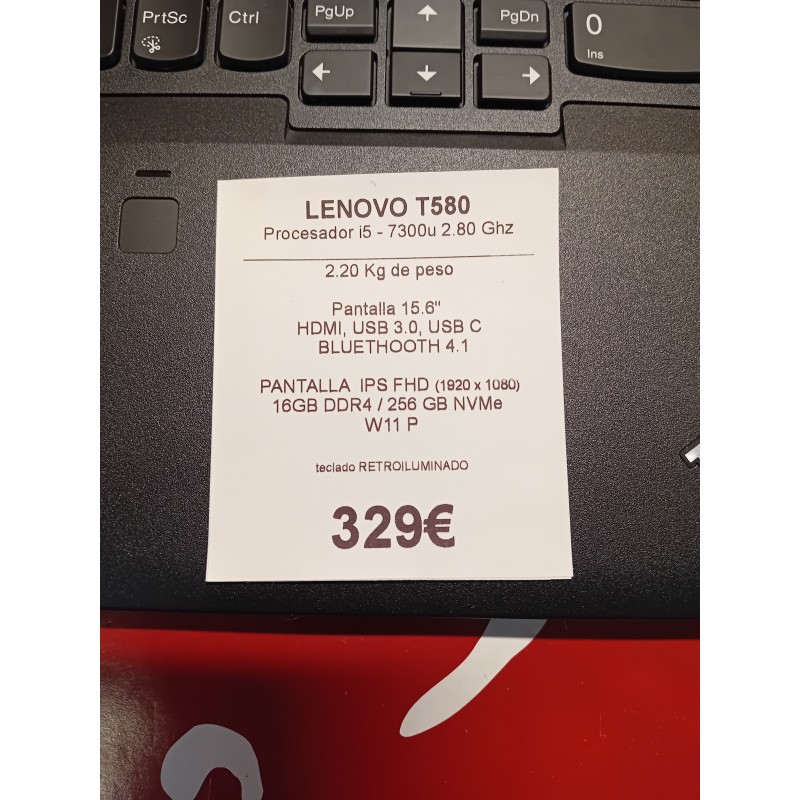 PrtSc
Ctrl
PgUp
PgDn
0
Ins
LENOVO T580
Procesador i5 - 7300u 2.80 Ghz
2.20 Kg de peso
Pantalla 15.6"
HDMI, USB 3.0, USB C
BLUETHOOTH 4.1
PANTALLA IPS FHD (1920 x 1080)
16GB DDR4 / 256 GB NVMe
W11 P
teclado RETROILUMINADO
329€